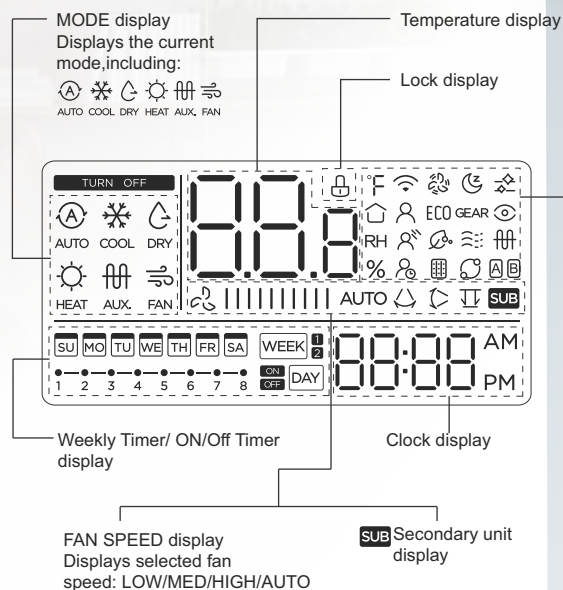 MODE display
Displays the current
mode,including:
AUTO COOL DRY HEAT AUX. FAN
Temperature display
Lock display
TURN OFF
AUTO COOL DRY
HEAT AUX. FAN
88.8
°F
ECO GEAR
RH
% A B
AUTO SUB
SU MO TU WE TH FR SA WEEK 1 2
1 2 3 4 5 6 7 8 ON OFF DAY
88:88 AM PM
Weekly Timer/ ON/Off Timer
display
Clock display
FAN SPEED display
Displays selected fan
speed: LOW/MED/HIGH/AUTO
SUB Secondary unit
display